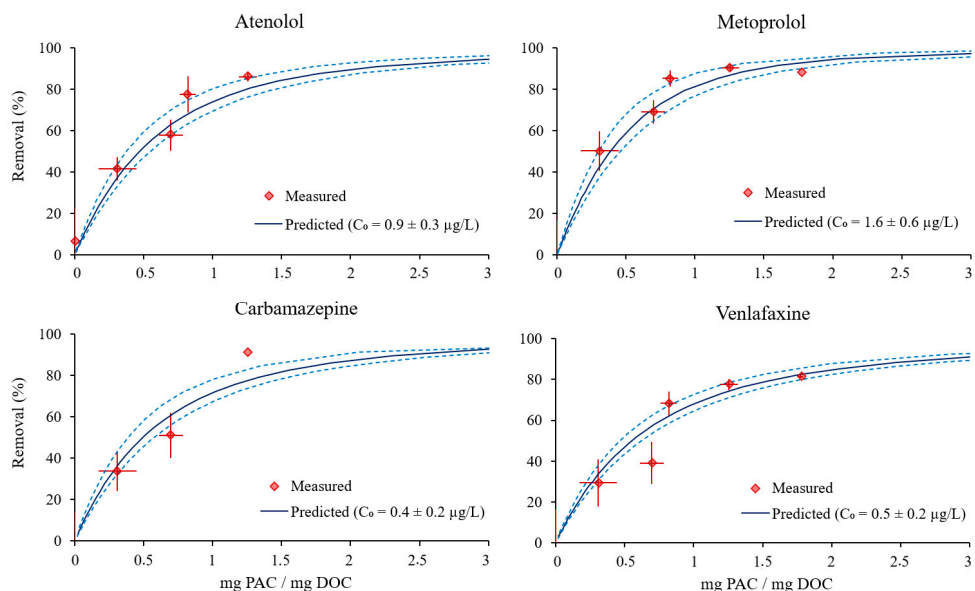 Atenolol
Removal (%)
100
80
60
40
20
0
Measured
Predicted (C₀ = 0.9 ± 0.3 µg/L)
0 0.5 1 1.5 2 2.5 3
Metoprolol
100
80
60
40
20
0
Measured
Predicted (C₀ = 1.6 ± 0.6 µg/L)
0 0.5 1 1.5 2 2.5 3
Carbamazepine
Removal (%)
100
80
60
40
20
0
Measured
Predicted (C₀ = 0.4 ± 0.2 µg/L)
0 0.5 1 1.5 2 2.5 3
mg PAC / mg DOC
Venlafaxine
100
80
60
40
20
0
Measured
Predicted (C₀ = 0.5 ± 0.2 µg/L)
0 0.5 1 1.5 2 2.5 3
mg PAC / mg DOC